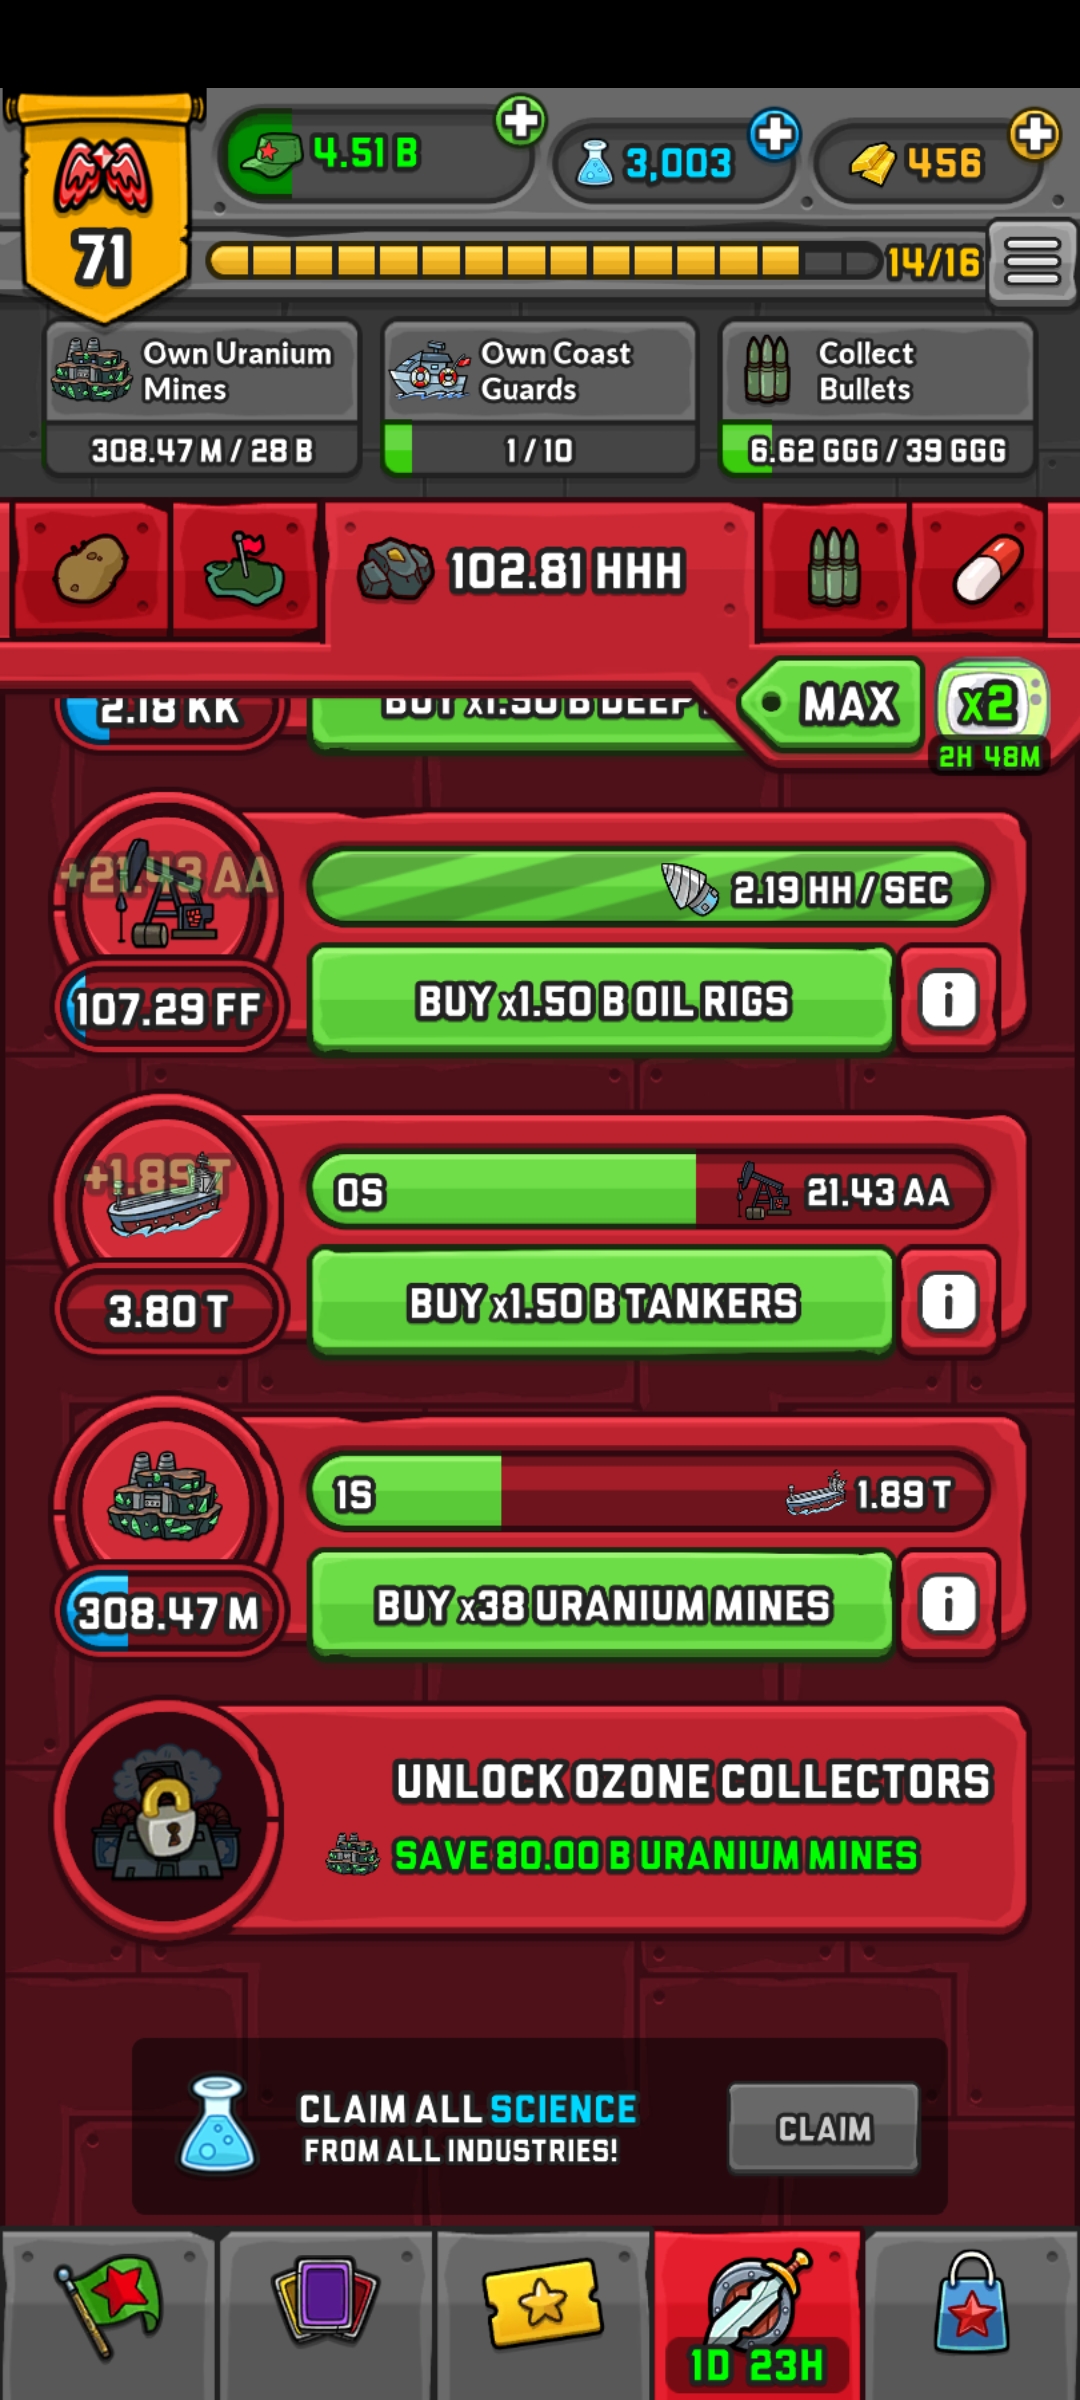 4.51 B
3,003
456
71
14/16
Own Uranium
Mines
308.47 M / 28 B
Own Coast
Guards
1 / 10
Collect
Bullets
6.62 GGG / 39 GGG
102.81 HHH
MAX
x2
2H 48M
2.18 KK
BUY x1.50 B DEEP
+21.43 AA
2.19 HH / SEC
107.29 FF
BUY x1.50 B OIL RIGS
i
+1.89 T
0S
21.43 AA
3.80 T
BUY x1.50 B TANKERS
i
1S
1.89 T
308.47 M
BUY x38 URANIUM MINES
i
UNLOCK OZONE COLLECTORS
SAVE 80.00 B URANIUM MINES
CLAIM ALL SCIENCE
FROM ALL INDUSTRIES!
CLAIM
1D 23H